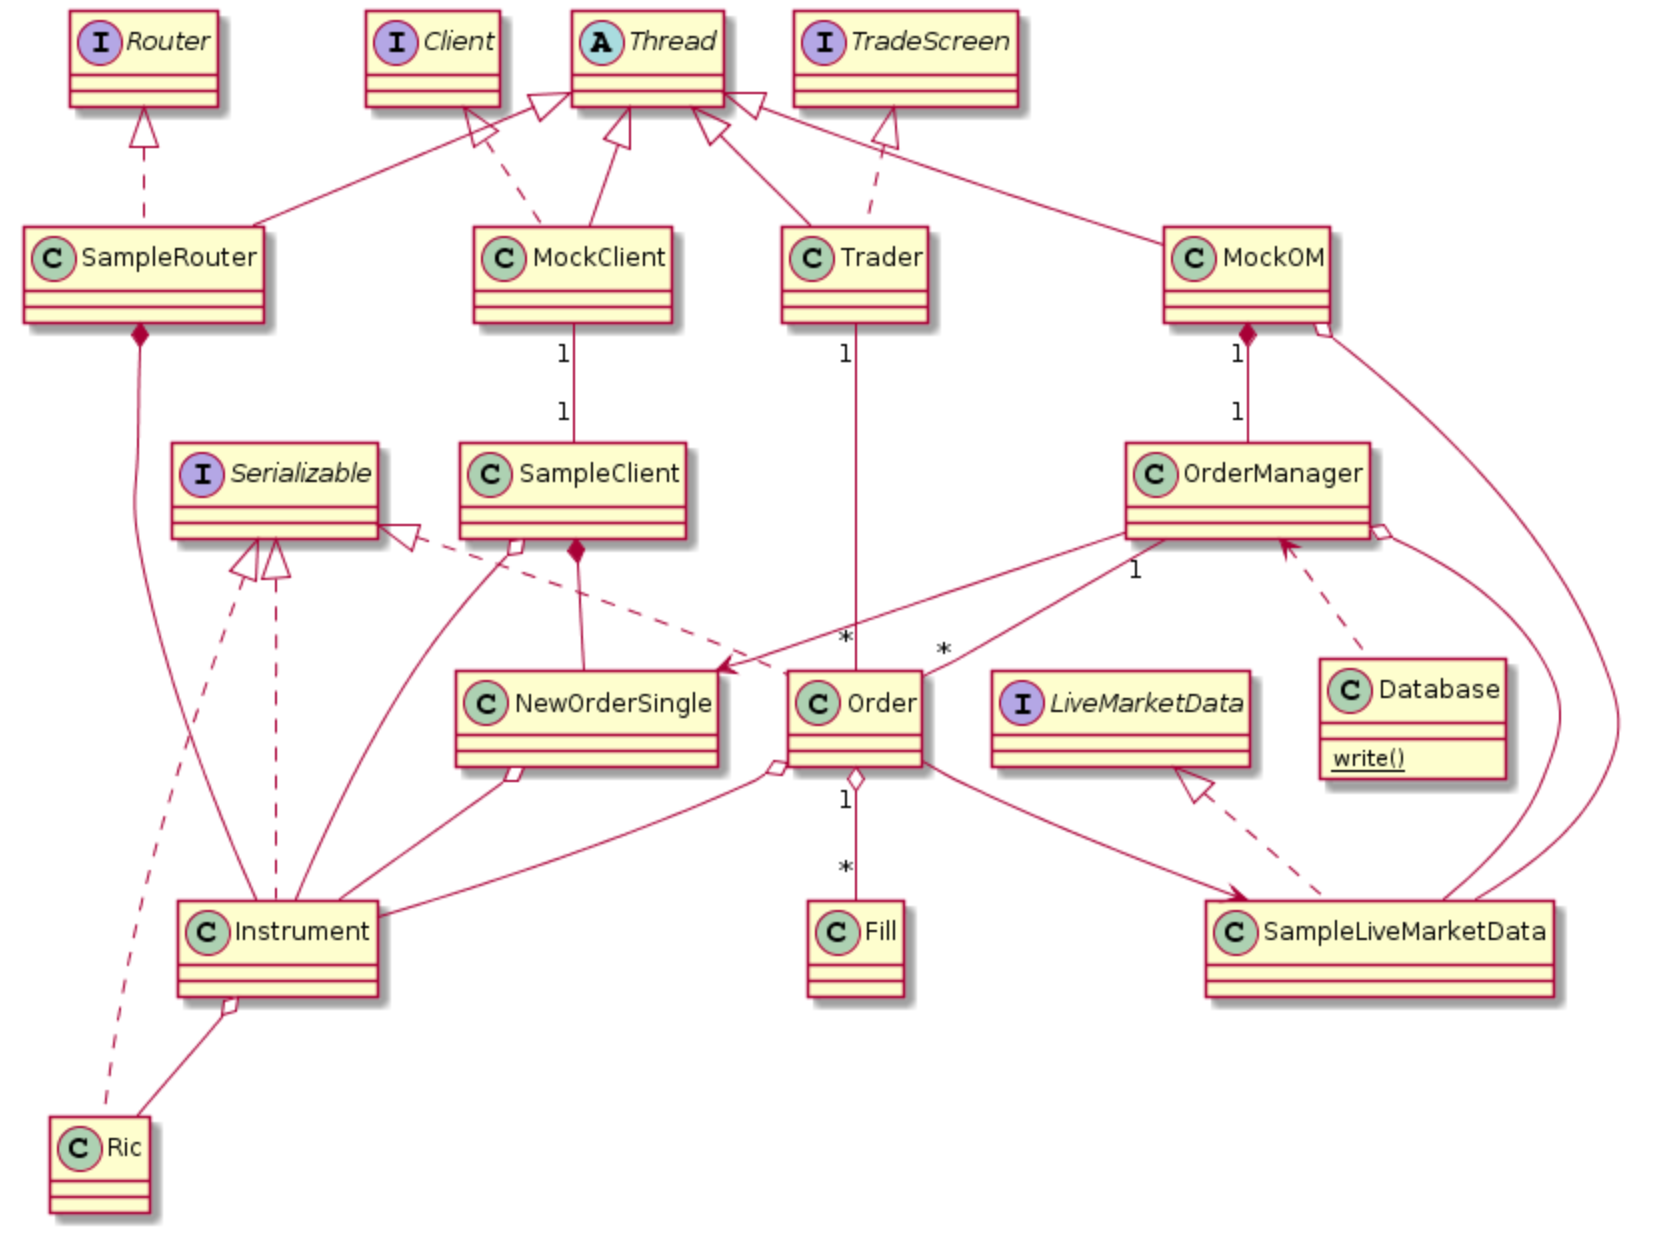 I Router
I Client
A Thread
I TradeScreen
C SampleRouter
C MockClient
C Trader
C MockOM
1
1
1
1
1
I Serializable
C SampleClient
C OrderManager
1
*
*
C NewOrderSingle
C Order
I LiveMarketData
C Database
write()
1
*
C Instrument
C Fill
C SampleLiveMarketData
C Ric